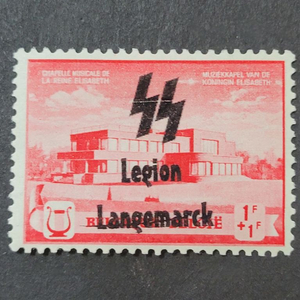 CHAPELLE MUSICALE DE
LA REINE ELISABETH
MUZIEKKAPEL VAN DE
KONINGIN ELISABETH
ϟϟ
Legion
Langemarck
1F
+1F